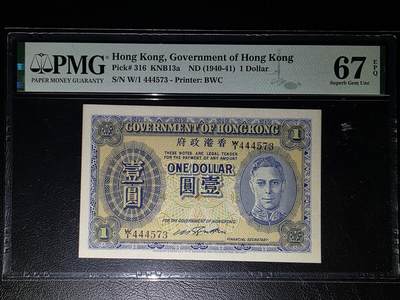 PMG
PAPER MONEY GUARANTY
Hong Kong, Government of Hong Kong
Pick# 316 KNB13a ND (1940-41) 1 Dollar
S/N W/1 444573 - Printer: BWC
67 EPQ
Superb Gem Unc
GOVERNMENT OF HONGKONG
1
府政港香
W/1 444573
THESE NOTES ARE LEGAL TENDER
FOR THE PAYMENT OF ANY AMOUNT
壹圓
ONE DOLLAR
圓壹
FOR THE GOVERNMENT OF HONGKONG
W/1 444573
FINANCIAL SECRETARY.
1